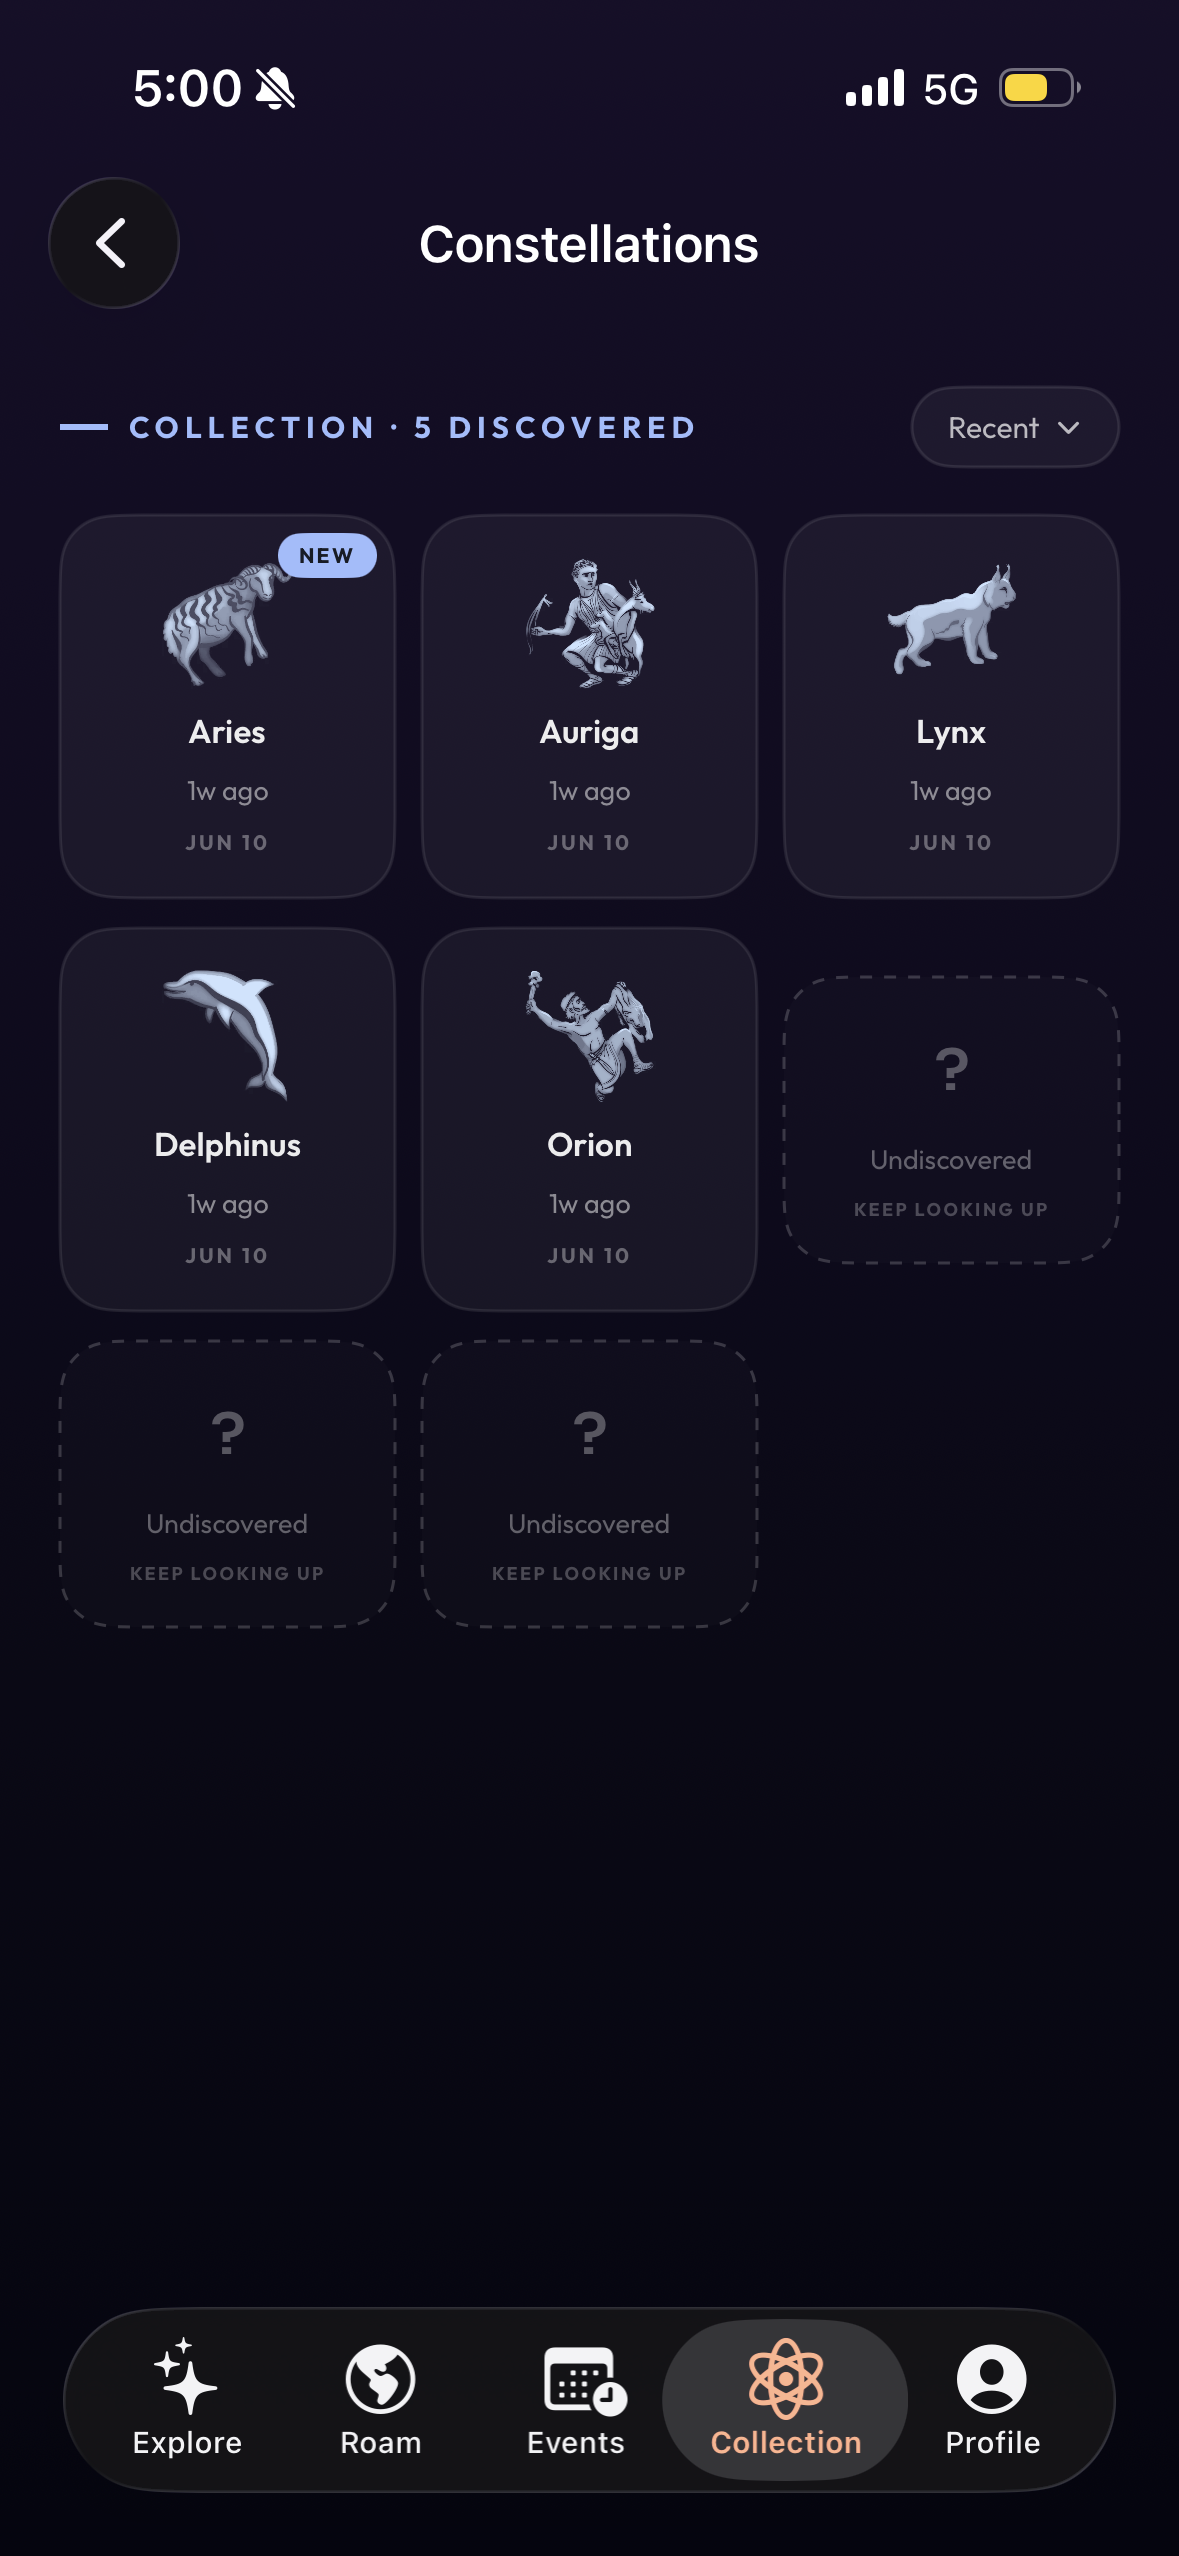 5:00
5G
Constellations
COLLECTION · 5 DISCOVERED
Recent
NEW
Aries
1w ago
JUN 10
Auriga
1w ago
JUN 10
Lynx
1w ago
JUN 10
Delphinus
1w ago
JUN 10
Orion
1w ago
JUN 10
?
Undiscovered
KEEP LOOKING UP
?
Undiscovered
KEEP LOOKING UP
?
Undiscovered
KEEP LOOKING UP
Explore
Roam
Events
Collection
Profile